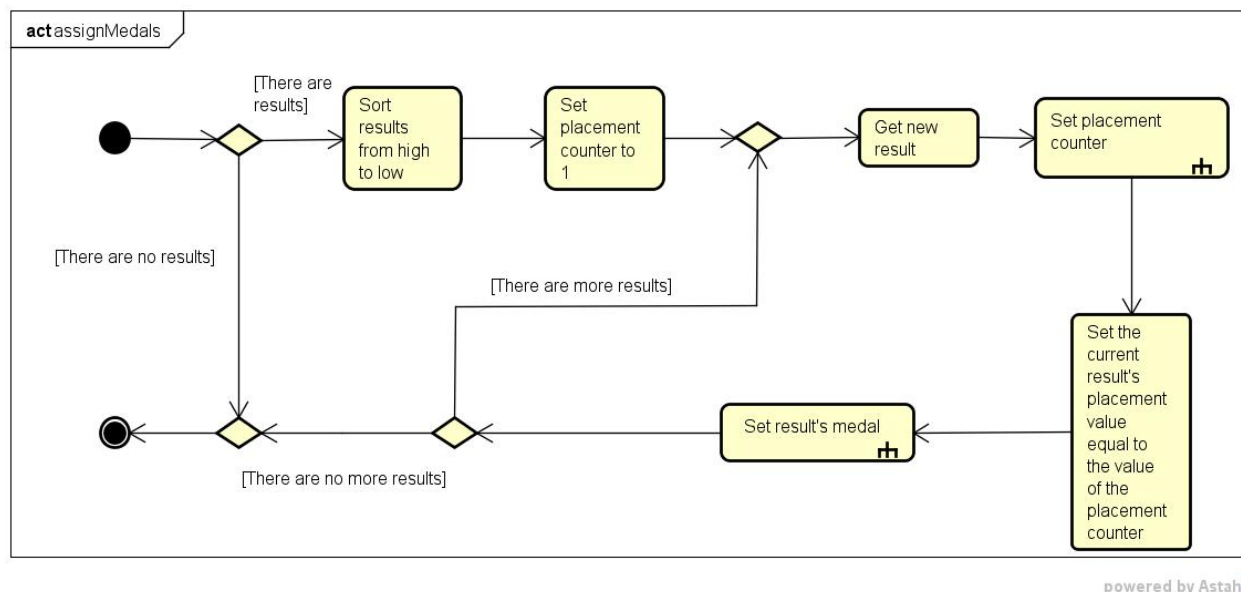 act assignMedals
[There are
results]
Sort
results
from high
to low
Set
placement
counter to
1
Get new
result
Set placement
counter
[There are no results]
[There are more results]
Set the
current
result's
placement
value
equal to
the value
of the
placement
counter
Set result's medal
[There are no more results]
powered by Astah